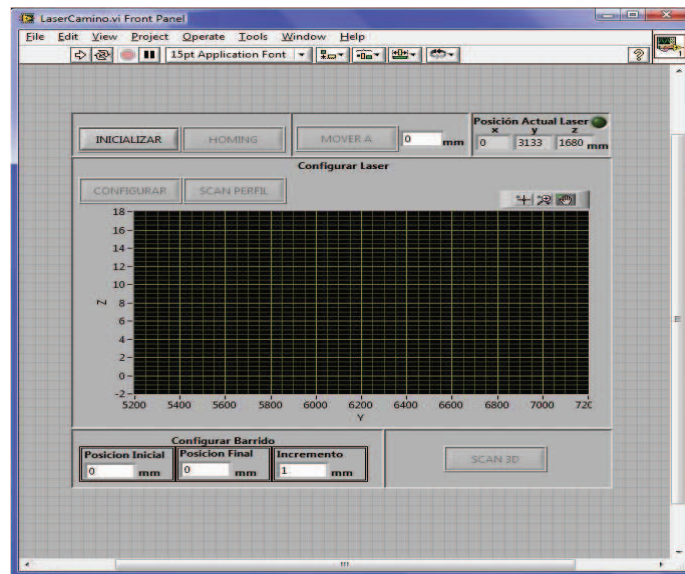 LaserCamino.vi Front Panel
File Edit View Project Operate Tools Window Help
15pt Application Font
1
INICIALIZAR HOMING MOVER A 0 mm
Posición Actual Laser
x y z
0 3133 1680 mm
Configurar Laser
CONFIGURAR SCAN PERFIL
18
16
14
12
10
8
6
4
2
0
-2
Z
5200 5400 5600 5800 6000 6200 6400 6600 6800 7000 720
Y
Configurar Barrido
Posicion Inicial Posicion Final Incremento
0 mm 0 mm 1 mm
SCAN 3D